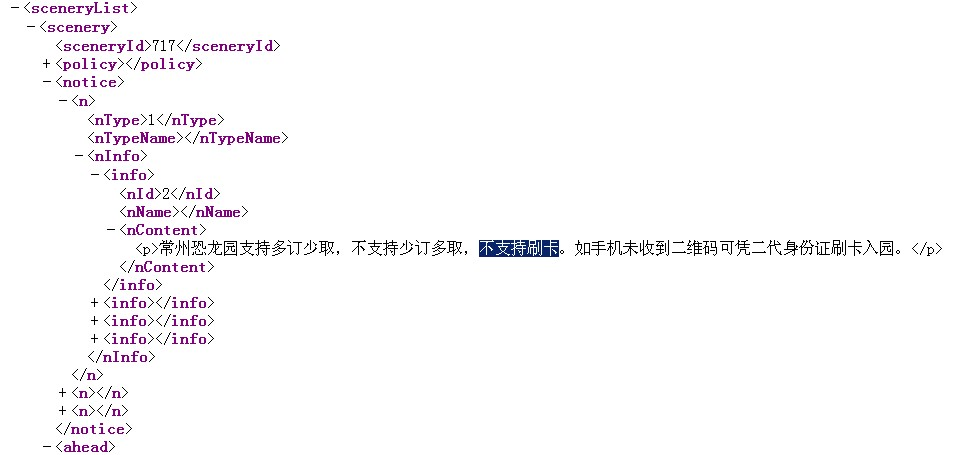 −<sceneryList>
−<scenery>
<sceneryId>717</sceneryId>
+<policy></policy>
−<notice>
−<n>
<nType>1</nType>
<nTypeName></nTypeName>
−<nInfo>
−<info>
<nId>2</nId>
<nName></nName>
−<nContent>
<p>常州恐龙园支持多订少取，不支持少订多取，不支持刷卡。如手机未收到二维码可凭二代身份证刷卡入园。</p>
</nContent>
</info>
+<info></info>
+<info></info>
+<info></info>
</nInfo>
</n>
+<n></n>
+<n></n>
</notice>
−<ahead>